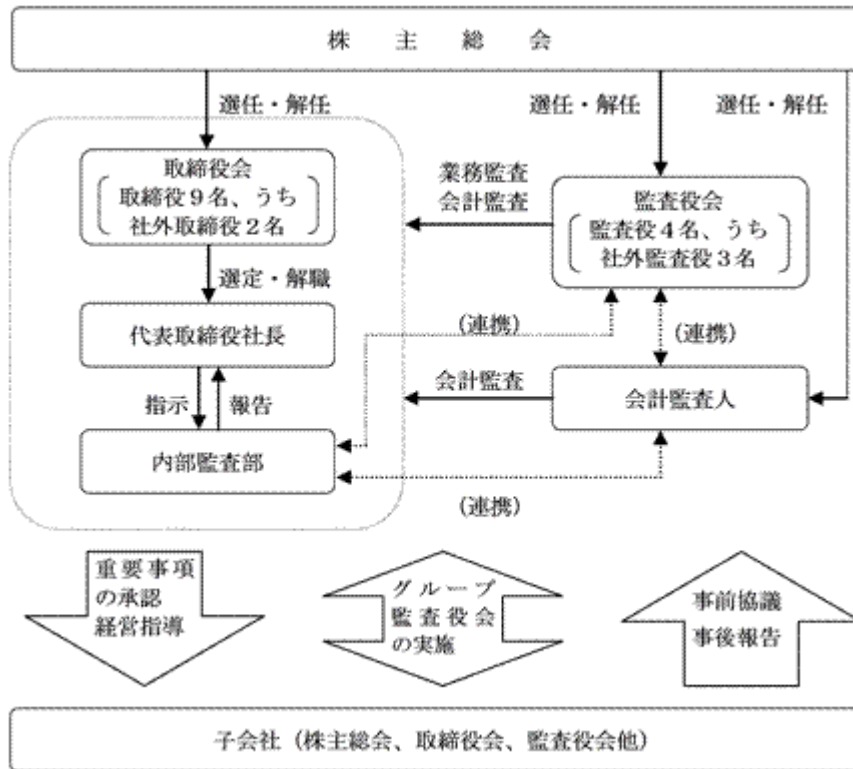 株主総会
選任・解任
選任・解任
選任・解任
取締役会
取締役9名、うち
社外取締役2名
業務監査
会計監査
監査役会
監査役4名、うち
社外監査役3名
選定・解職
代表取締役社長
(連携)
(連携)
指示
報告
会計監査
会計監査人
内部監査部
(連携)
重要事項
の承認
経営指導
グループ
監査役会
の実施
事前協議
事後報告
子会社(株主総会、取締役会、監査役会他)